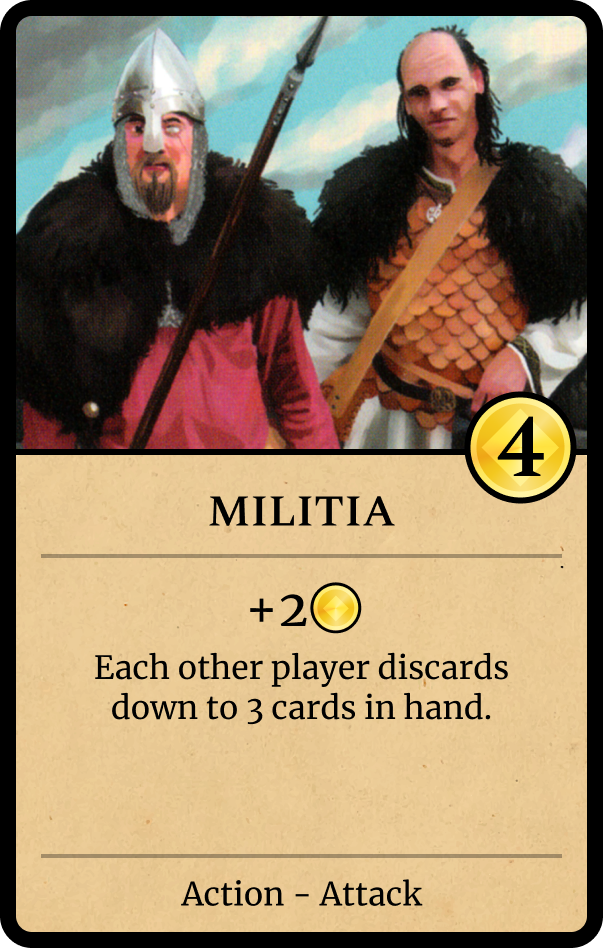 4
MILITIA
+2
Each other player discards
down to 3 cards in hand.
Action - Attack